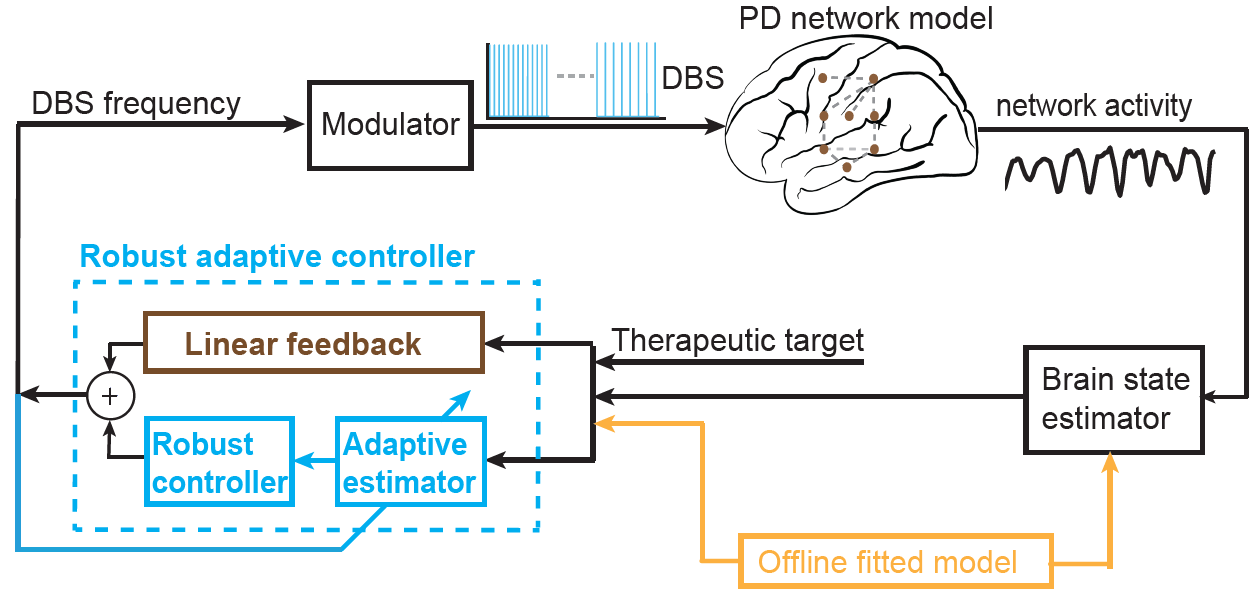 PD network model
DBS
DBS frequency
Modulator
network activity
Robust adaptive controller
Linear feedback
Therapeutic target
Brain state
estimator
+
Robust
controller
Adaptive
estimator
Offline fitted model